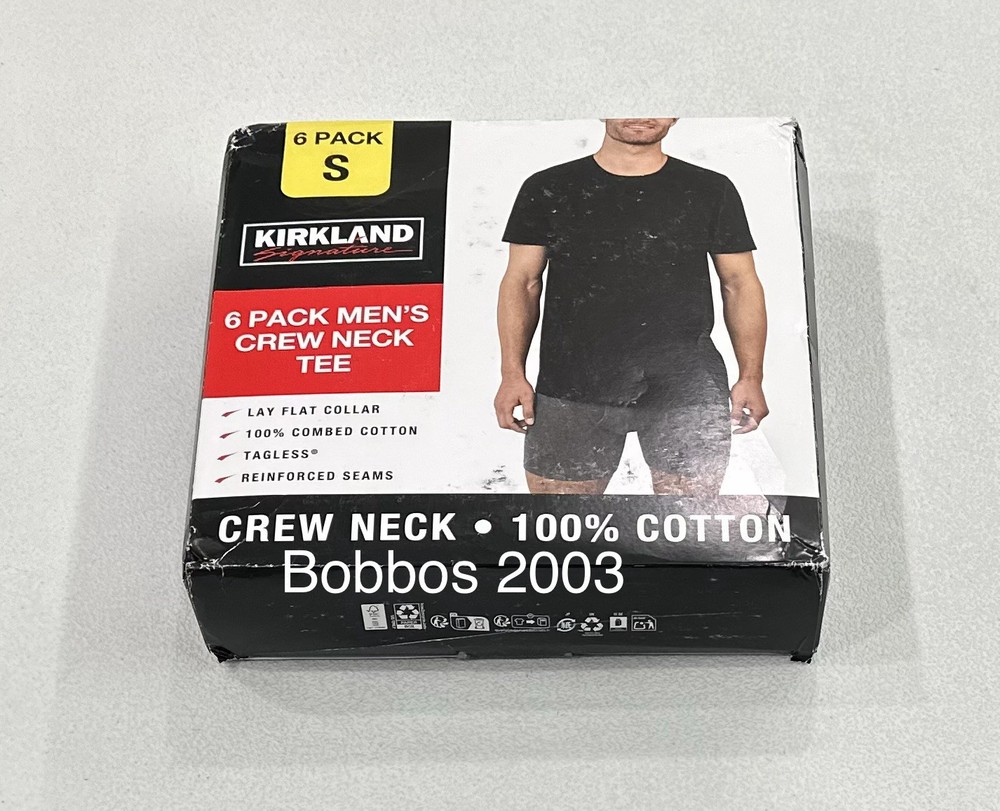 6 PACK
S
KIRKLAND
Signature
6 PACK MEN'S
CREW NECK
TEE
LAY FLAT COLLAR
100% COMBED COTTON
TAGLESS®
REINFORCED SEAMS
CREW NECK • 100% COTTON
Bobbos 2003